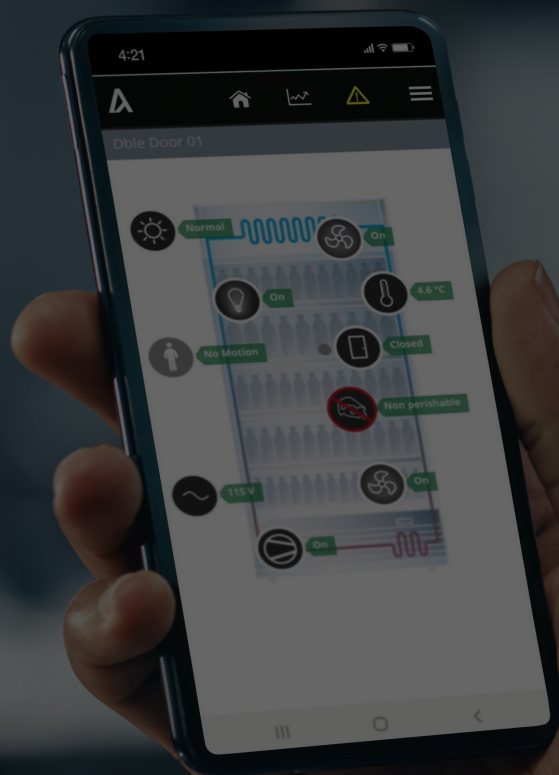 4:21
Dble Door 01
Normal
On
On
4.6 °C
No Motion
Closed
Non perishable
115 V
On
On